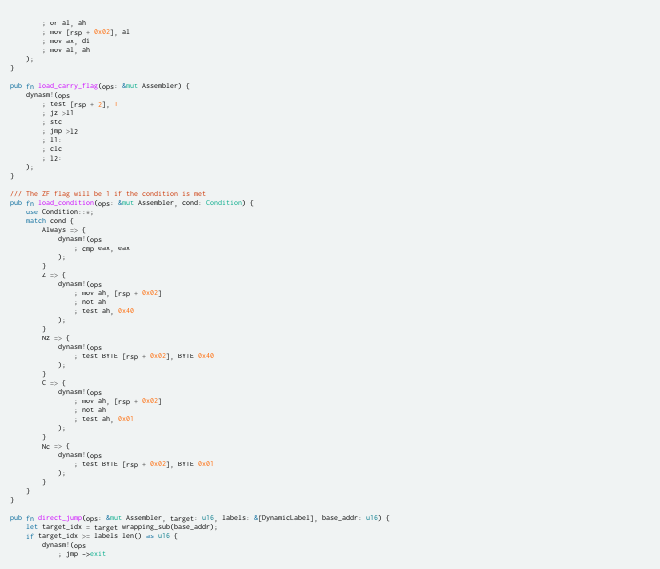 ; or al, ah
; mov [rsp + 0x02], al
; mov ax, di
; mov al, ah
);
}
pub fn load_carry_flag(ops: &mut Assembler) {
dynasm!(ops
; test [rsp + 2],
; jz >l1
; stc
; jmp >l2
; l1:
; clc
; l2:
);
}
/// The ZF flag will be 1 if the condition is met
pub fn load_condition(ops: &mut Assembler, cond: Condition) {
use Condition::*;
match cond {
Always => {
dynasm!(ops
; cmp eax, eax
);
}
Z => {
dynasm!(ops
; mov ah, [rsp + 0x02]
; not ah
; test ah, 0x40
);
}
Nz => {
dynasm!(ops
; test BYTE [rsp + 0x02], BYTE 0x40
);
}
C => {
dynasm!(ops
; mov ah, [rsp + 0x02]
; not ah
; test ah, 0x01
);
}
Nc => {
dynasm!(ops
; test BYTE [rsp + 0x02], BYTE 0x01
);
}
}
}
pub fn direct_jump(ops: &mut Assembler, target: u16, labels: &[DynamicLabel], base_addr: u16) {
let target_idx = target wrapping_sub(base_addr);
if target_idx >= labels len() as u16 {
dynasm!(ops
; jmp ->exit